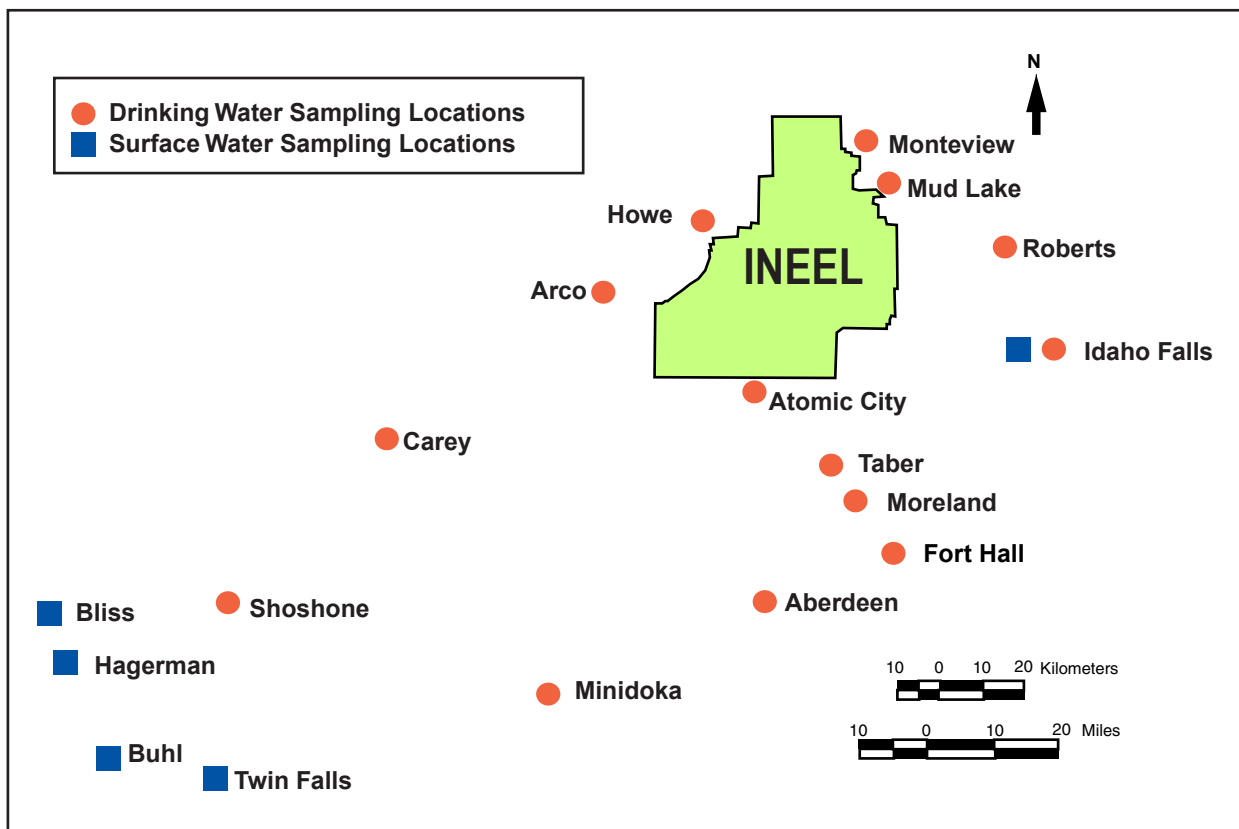 N
Drinking Water Sampling Locations
Surface Water Sampling Locations
Monteview
Mud Lake
Howe
Roberts
INEEL
Arco
Idaho Falls
Atomic City
Carey
Taber
Moreland
Fort Hall
Shoshone
Aberdeen
Bliss
Hagerman
10 0 10 20 Kilometers
Minidoka
10 0 10 20 Miles
Buhl
Twin Falls